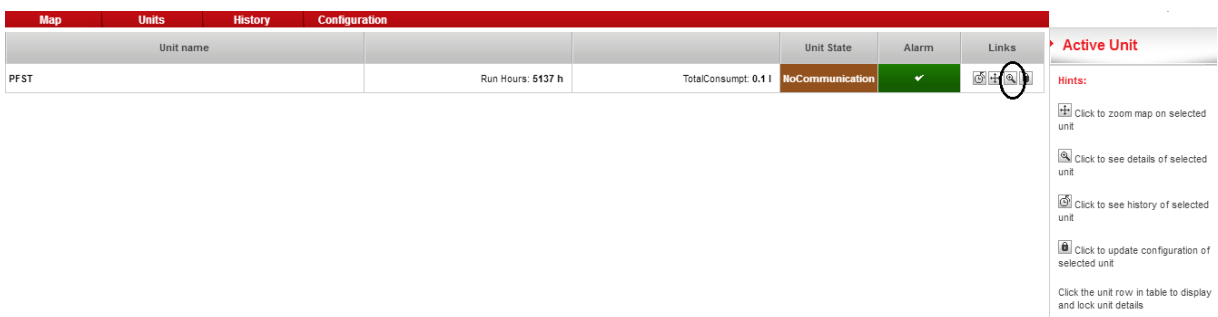 Map Units History Configuration
Unit name Unit State Alarm Links
PFST Run Hours: 5137 h TotalConsumpt: 0.1 l NoCommunication
Active Unit
Hints:
Click to zoom map on selected
unit
Click to see details of selected
unit
Click to see history of selected
unit
Click to update configuration of
selected unit
Click the unit row in table to display
and lock unit details